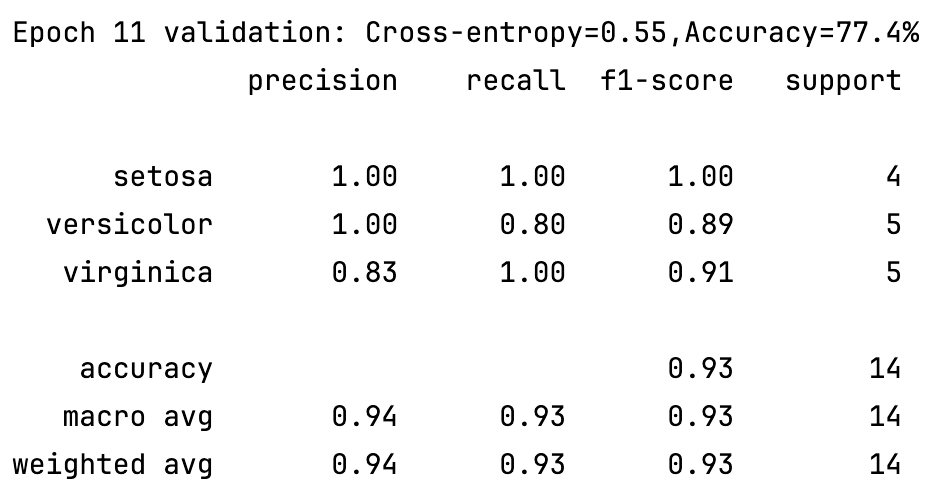 Epoch 11 validation: Cross-entropy=0.55,Accuracy=77.4%
precision recall f1-score support
setosa 1.00 1.00 1.00 4
versicolor 1.00 0.80 0.89 5
virginica 0.83 1.00 0.91 5
accuracy 0.93 14
macro avg 0.94 0.93 0.93 14
weighted avg 0.94 0.93 0.93 14